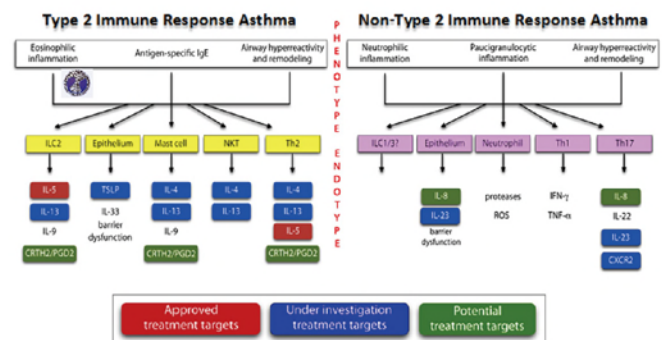 Type 2 Immune Response Asthma
Eosinophilic
inflammation
Antigen-specific IgE
Airway hyperreactivity
and remodeling
ILC2
Epithelium
Mast cell
NKT
Th2
IL-5
IL-13
IL-9
CRTH2/PGD2
TSLP
IL-33
barrier
dysfunction
IL-4
IL-13
IL-9
CRTH2/PGD2
IL-4
IL-13
IL-4
IL-13
IL-5
CRTH2/PGD2
PHENOTYPE
ENDOTYPE
Non-Type 2 Immune Response Asthma
Neutrophilic
inflammation
Paucigranulocytic
inflammation
Airway hyperreactivity
and remodeling
ILC1/3?
Epithelium
Neutrophil
Th1
Th17
IL-8
IL-23
barrier
dysfunction
proteases
ROS
IFN-γ
TNF-α
IL-8
IL-22
IL-23
CXCR2
Approved
treatment targets
Under investigation
treatment targets
Potential
treatment targets